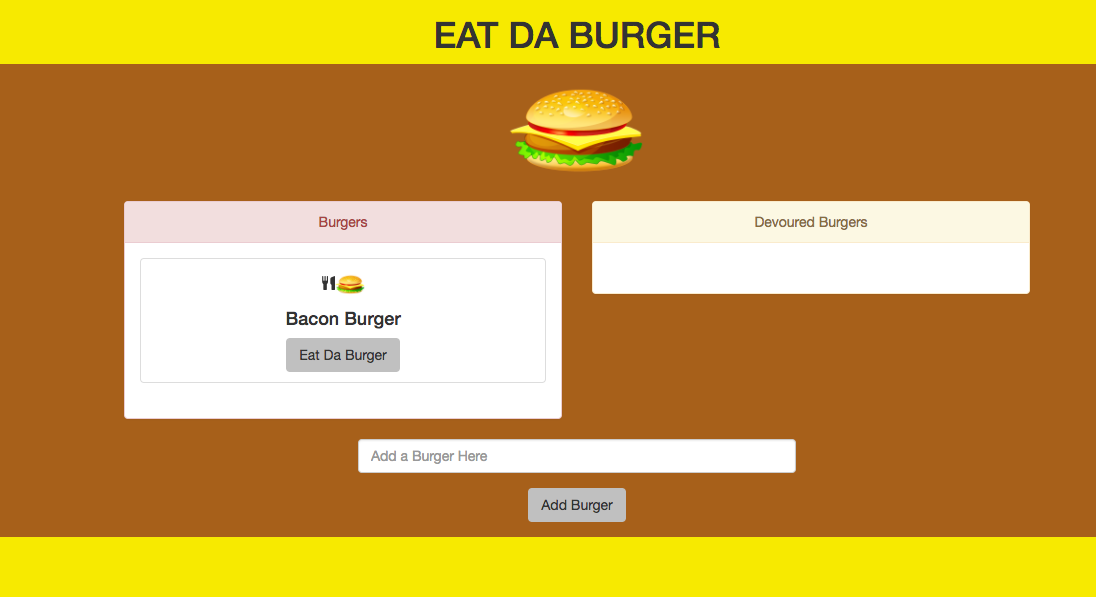 EAT DA BURGER
Burgers
Bacon Burger
Eat Da Burger
Devoured Burgers
Add a Burger Here
Add Burger